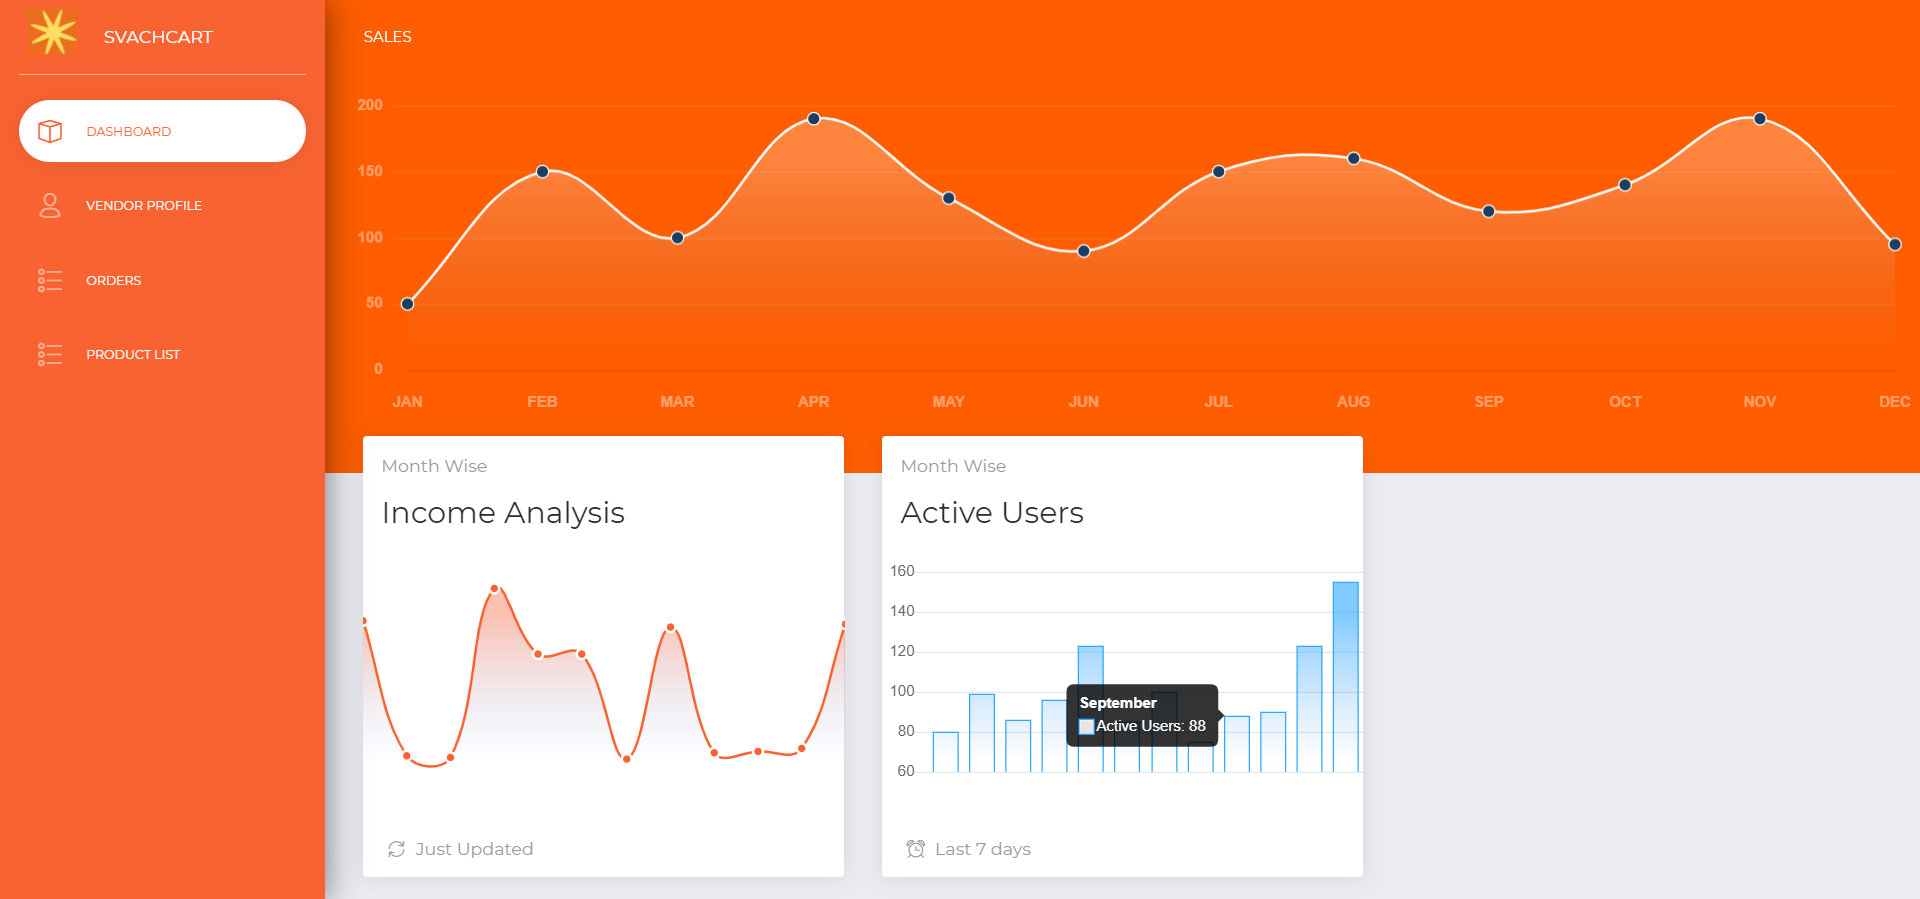 SVACHCART
DASHBOARD
VENDOR PROFILE
ORDERS
PRODUCT LIST
SALES
200
150
100
50
0
JAN FEB MAR APR MAY JUN JUL AUG SEP OCT NOV DEC
Month Wise
Income Analysis
Just Updated
Month Wise
Active Users
160
140
120
100
80
60
September
Active Users: 88
Last 7 days